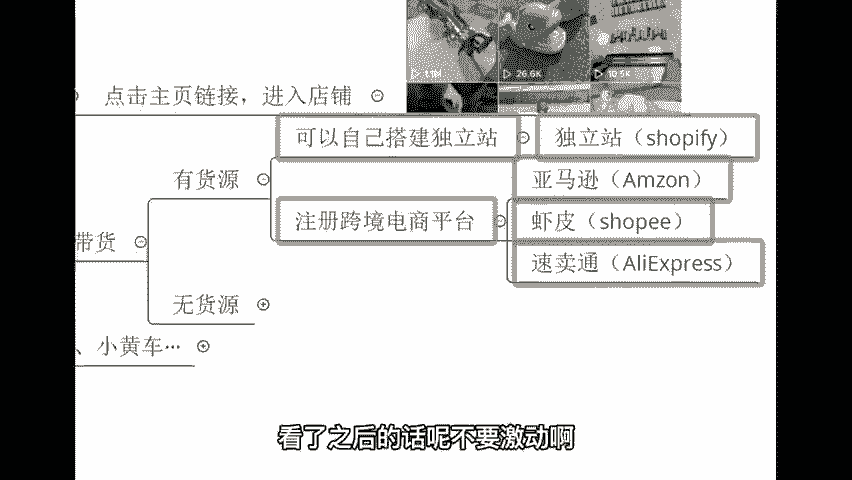 1.1M
26.6K
10.5K
点击主页链接，进入店铺
可以自己搭建独立站
独立站（shopify）
有货源
亚马逊（Amzon）
注册跨境电商平台
虾皮（shopee）
带货
速卖通（AliExpress）
无货源
、小黄车…
看了之后的话呢不要激动啊